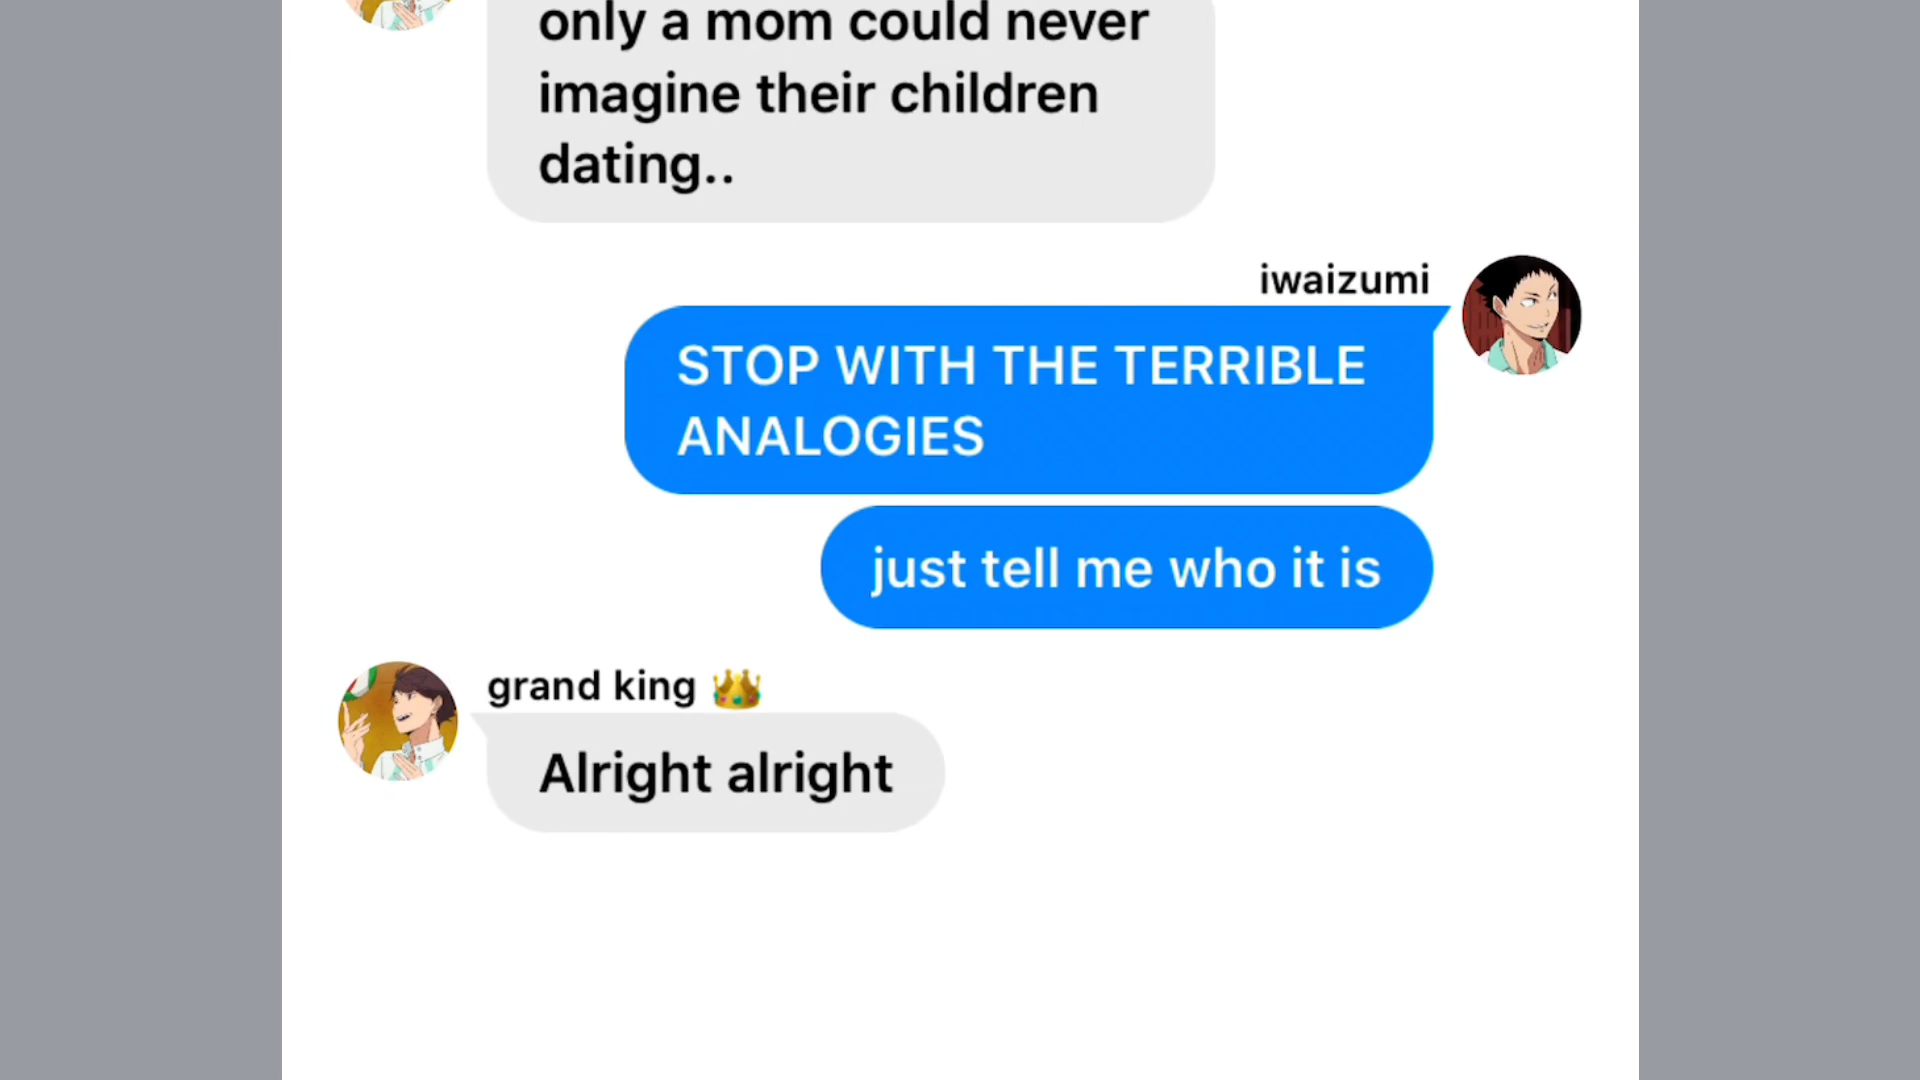 only a mom could never
imagine their children
dating..
iwaizumi
STOP WITH THE TERRIBLE
ANALOGIES
just tell me who it is
grand king 👑
Alright alright